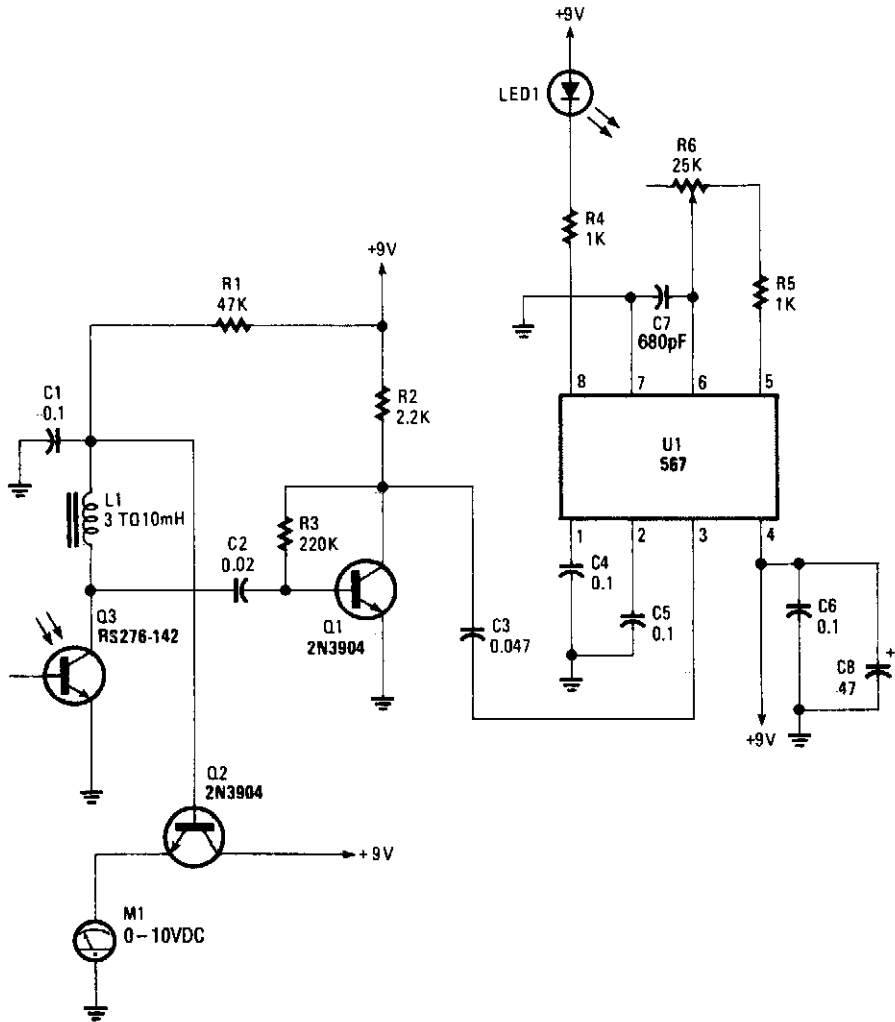 +9V
LED1
R6
25K
R4
1K
+9V
R5
1K
R1
47K
C7
680pF
8
7
6
5
C1
0.1
R2
2.2K
U1
567
L1
3 TO 10mH
R3
220K
1
2
3
4
C2
0.02
C4
0.1
C5
0.1
C6
0.1
Q3
RS276-142
Q1
2N3904
C3
0.047
+
C8
47
+9V
Q2
2N3904
+9V
M1
0-10VDC